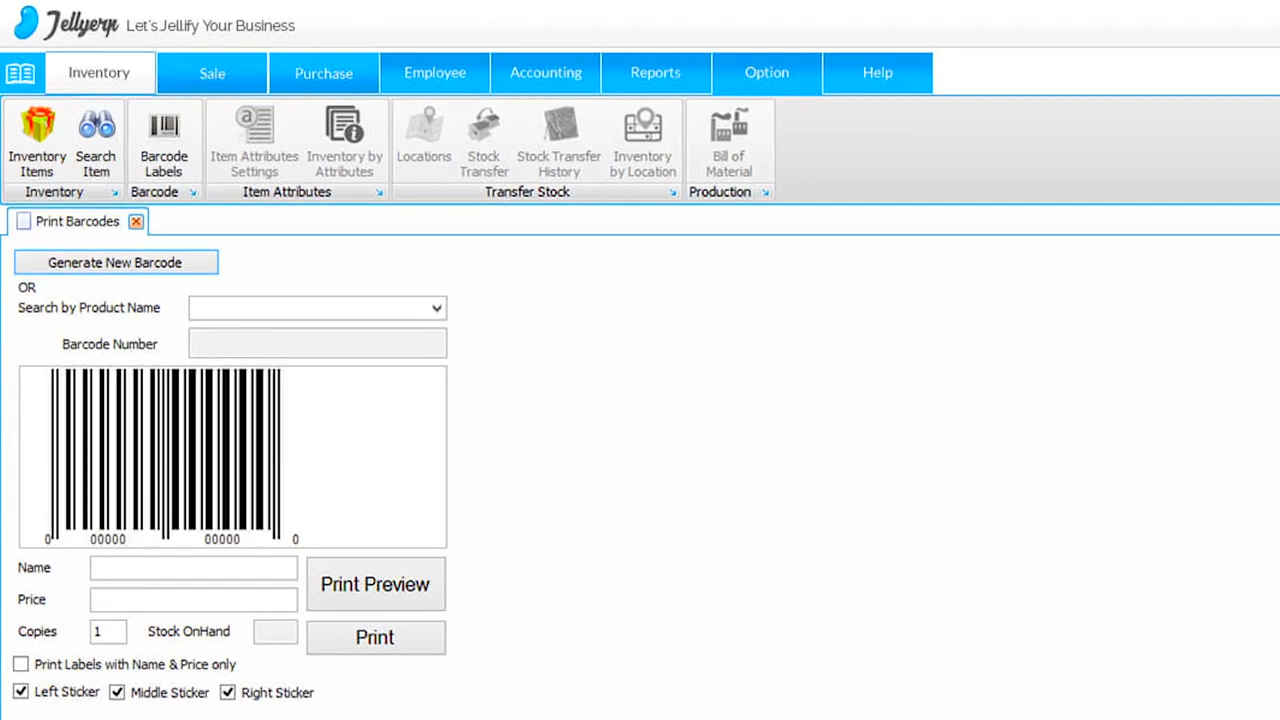 Jellyerp Let's Jellify Your Business
Inventory Sale Purchase Employee Accounting Reports Option Help
Inventory Items Search Item Barcode Labels Item Attributes Settings Inventory by Attributes Locations Stock Transfer Stock Transfer History Inventory by Location Bill of Material
Inventory Barcode Item Attributes Transfer Stock Production
Print Barcodes
Generate New Barcode
OR
Search by Product Name
Barcode Number
0 00000 00000 0
Name
Print Preview
Price
Copies 1 Stock OnHand
Print
Print Labels with Name & Price only
Left Sticker Middle Sticker Right Sticker